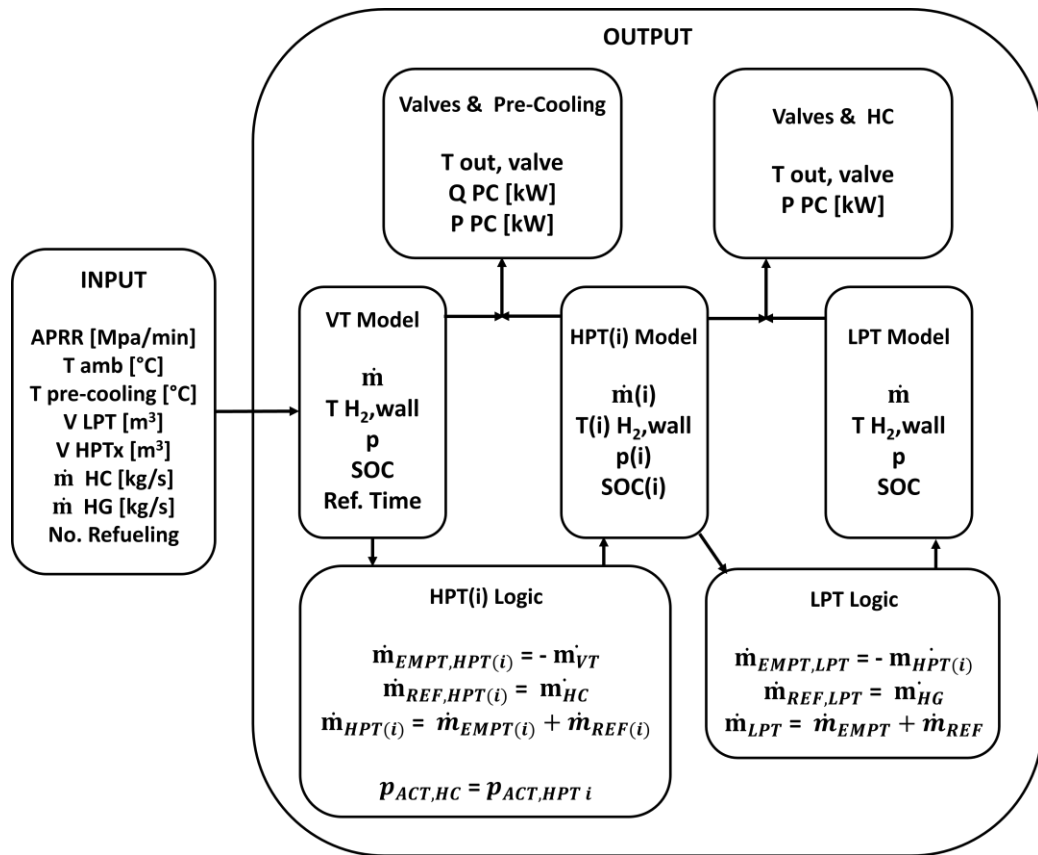 OUTPUT
Valves & Pre-Cooling
T out, valve
Q PC [kW]
P PC [kW]
Valves & HC
T out, valve
P PC [kW]
INPUT
APRR [Mpa/min]
T amb [°C]
T pre-cooling [°C]
V LPT [m³]
V HPTx [m³]
ṁ HC [kg/s]
ṁ HG [kg/s]
No. Refueling
VT Model
ṁ
T H₂,wall
p
SOC
Ref. Time
HPT(i) Model
ṁ(i)
T(i) H₂,wall
p(i)
SOC(i)
LPT Model
ṁ
T H₂,wall
p
SOC
HPT(i) Logic
ṁ_EMPT,HPT(i) = - ṁ_VT
ṁ_REF,HPT(i) = ṁ_HC
ṁ_HPT(i) = ṁ_EMPT(i) + ṁ_REF(i)
p_ACT,HC = p_ACT,HPT i
LPT Logic
ṁ_EMPT,LPT = - ṁ_HPT(i)
ṁ_REF,LPT = ṁ_HG
ṁ_LPT = ṁ_EMPT + ṁ_REF